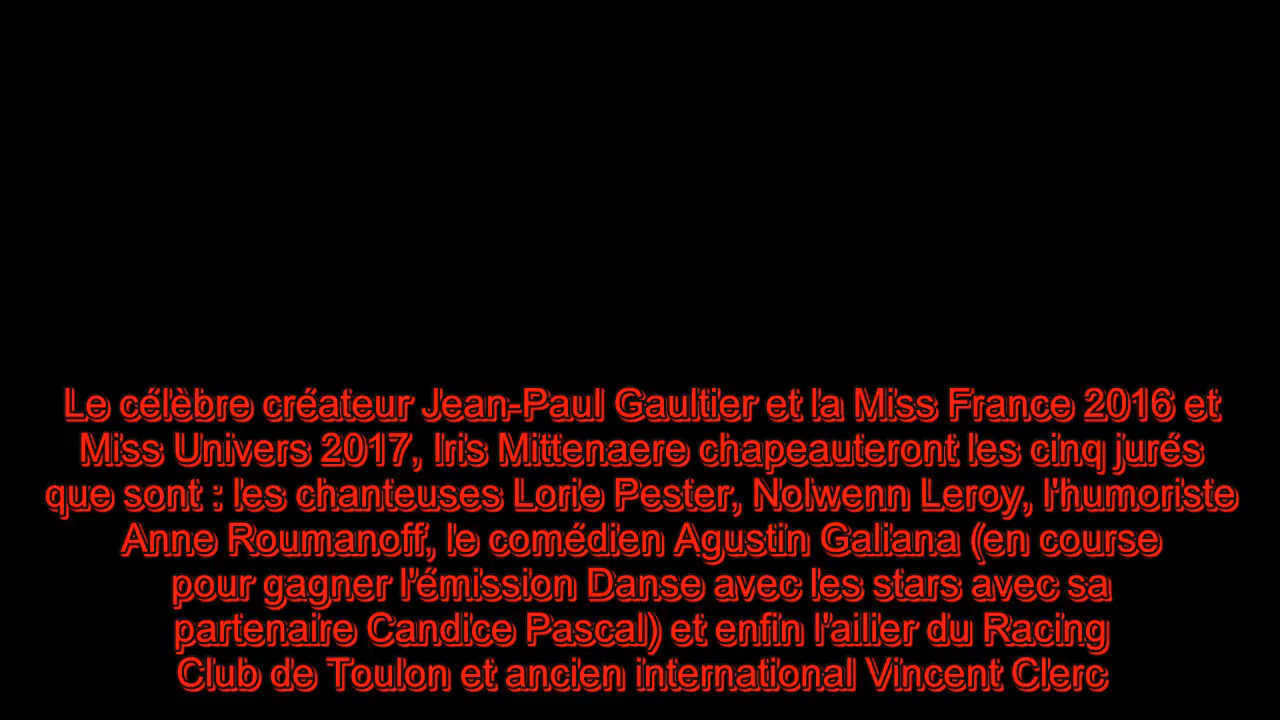 Le célèbre créateur Jean-Paul Gaultier et la Miss France 2016 et
Miss Univers 2017, Iris Mittenaere chapeauteront les cinq jurés
que sont : les chanteuses Lorie Pester, Nolwenn Leroy, l'humoriste
Anne Roumanoff, le comédien Agustin Galiana (en course
pour gagner l'émission Danse avec les stars avec sa
partenaire Candice Pascal) et enfin l'ailier du Racing
Club de Toulon et ancien international Vincent Clerc